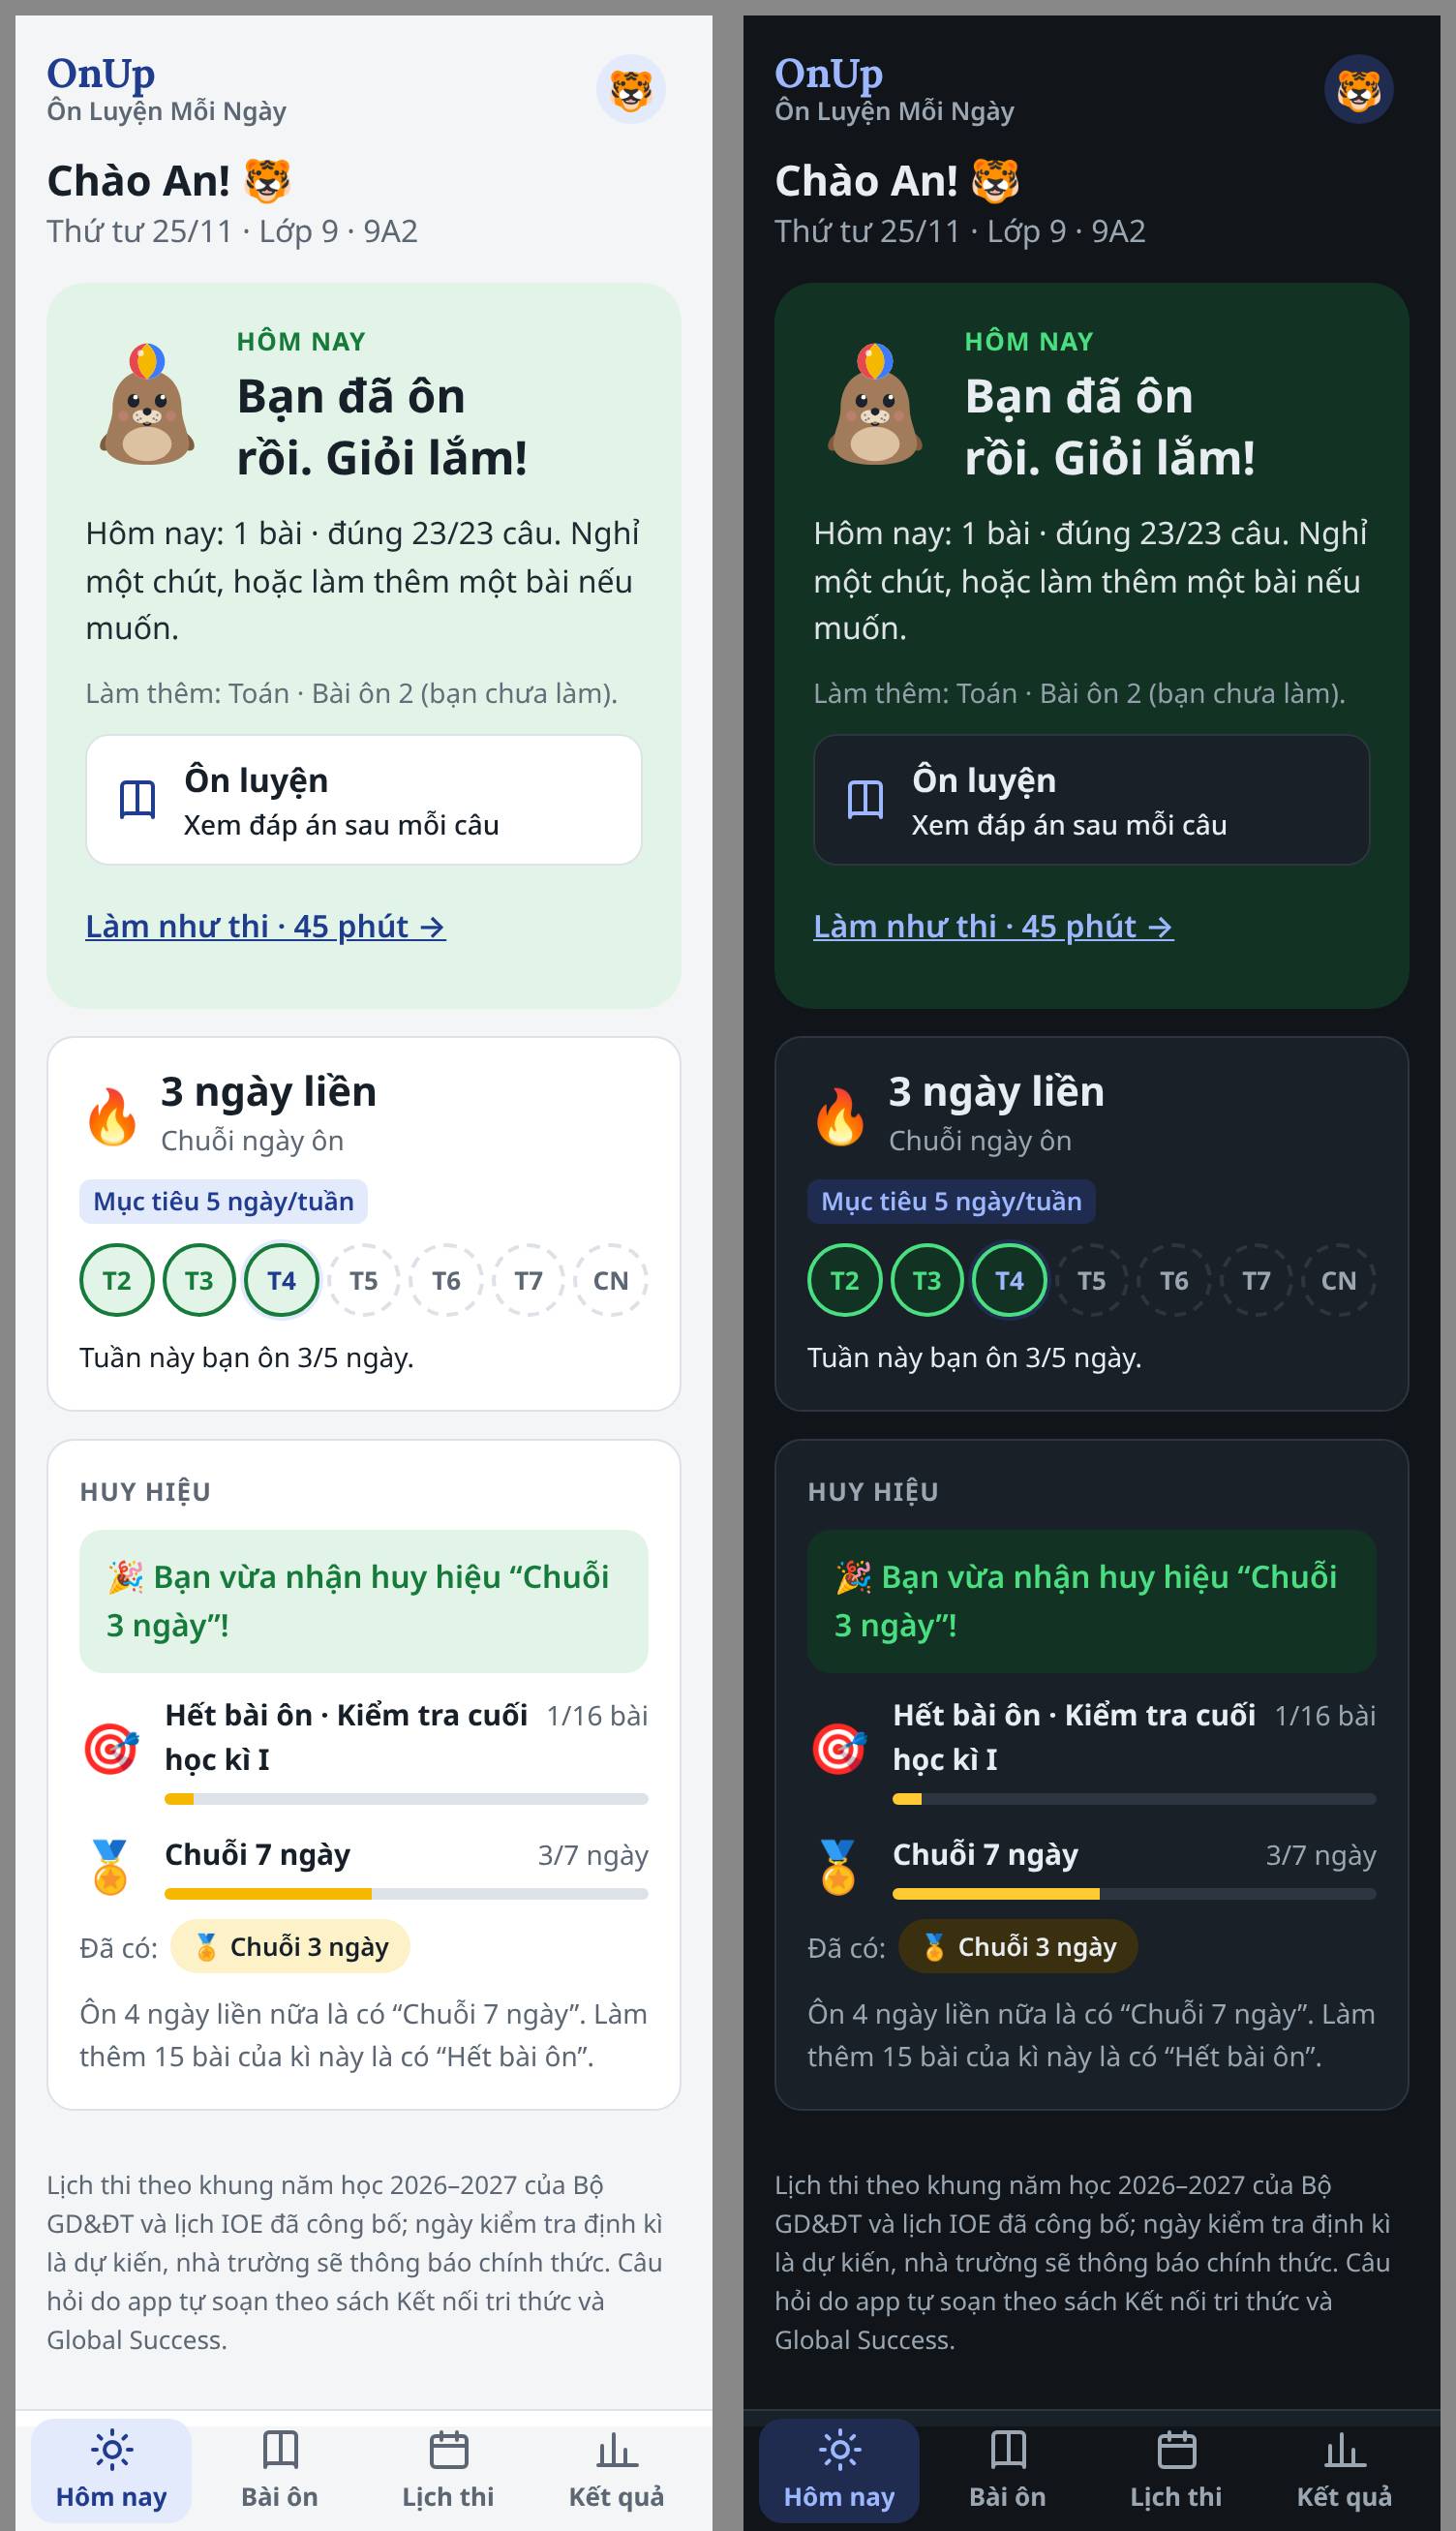 OnUp
Ôn Luyện Mỗi Ngày
Chào An!
Thứ tư 25/11 · Lớp 9 · 9A2
HÔM NAY
Bạn đã ôn
rồi. Giỏi lắm!
Hôm nay: 1 bài · đúng 23/23 câu. Nghỉ
một chút, hoặc làm thêm một bài nếu
muốn.
Làm thêm: Toán · Bài ôn 2 (bạn chưa làm).
Ôn luyện
Xem đáp án sau mỗi câu
Làm như thi · 45 phút →
3 ngày liền
Chuỗi ngày ôn
Mục tiêu 5 ngày/tuần
T2 T3 T4 T5 T6 T7 CN
Tuần này bạn ôn 3/5 ngày.
HUY HIỆU
🎉 Bạn vừa nhận huy hiệu “Chuỗi
3 ngày”!
Hết bài ôn · Kiểm tra cuối 1/16 bài
học kì I
Chuỗi 7 ngày 3/7 ngày
Đã có: Chuỗi 3 ngày
Ôn 4 ngày liền nữa là có “Chuỗi 7 ngày”. Làm
thêm 15 bài của kì này là có “Hết bài ôn”.
Lịch thi theo khung năm học 2026–2027 của Bộ
GD&ĐT và lịch IOE đã công bố; ngày kiểm tra định kì
là dự kiến, nhà trường sẽ thông báo chính thức. Câu
hỏi do app tự soạn theo sách Kết nối tri thức và
Global Success.
Hôm nay Bài ôn Lịch thi Kết quả
OnUp
Ôn Luyện Mỗi Ngày
Chào An!
Thứ tư 25/11 · Lớp 9 · 9A2
HÔM NAY
Bạn đã ôn
rồi. Giỏi lắm!
Hôm nay: 1 bài · đúng 23/23 câu. Nghỉ
một chút, hoặc làm thêm một bài nếu
muốn.
Làm thêm: Toán · Bài ôn 2 (bạn chưa làm).
Ôn luyện
Xem đáp án sau mỗi câu
Làm như thi · 45 phút →
3 ngày liền
Chuỗi ngày ôn
Mục tiêu 5 ngày/tuần
T2 T3 T4 T5 T6 T7 CN
Tuần này bạn ôn 3/5 ngày.
HUY HIỆU
🎉 Bạn vừa nhận huy hiệu “Chuỗi
3 ngày”!
Hết bài ôn · Kiểm tra cuối 1/16 bài
học kì I
Chuỗi 7 ngày 3/7 ngày
Đã có: Chuỗi 3 ngày
Ôn 4 ngày liền nữa là có “Chuỗi 7 ngày”. Làm
thêm 15 bài của kì này là có “Hết bài ôn”.
Lịch thi theo khung năm học 2026–2027 của Bộ
GD&ĐT và lịch IOE đã công bố; ngày kiểm tra định kì
là dự kiến, nhà trường sẽ thông báo chính thức. Câu
hỏi do app tự soạn theo sách Kết nối tri thức và
Global Success.
Hôm nay Bài ôn Lịch thi Kết quả